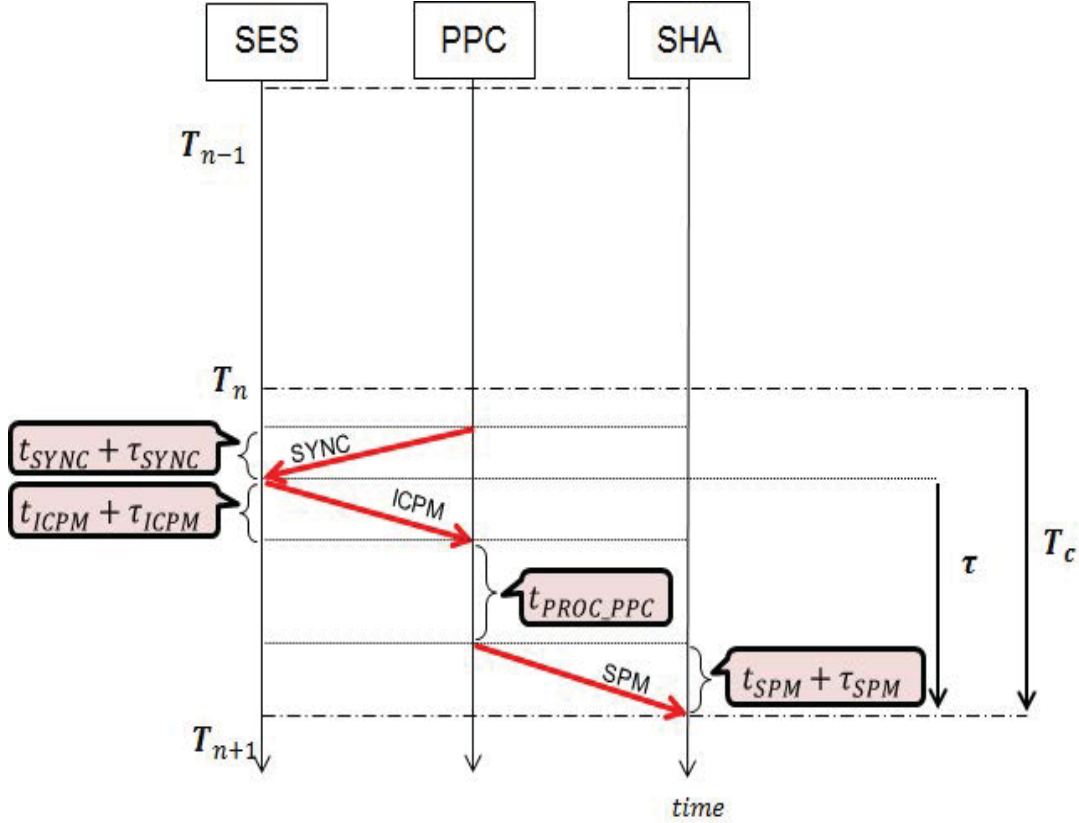 SES
PPC
SHA
T_{n-1}
T_n
t_{SYNC} + τ_{SYNC}
SYNC
t_{ICPM} + τ_{ICPM}
ICPM
T_c
τ
t_{PROC_PPC}
SPM
t_{SPM} + τ_{SPM}
T_{n+1}
time